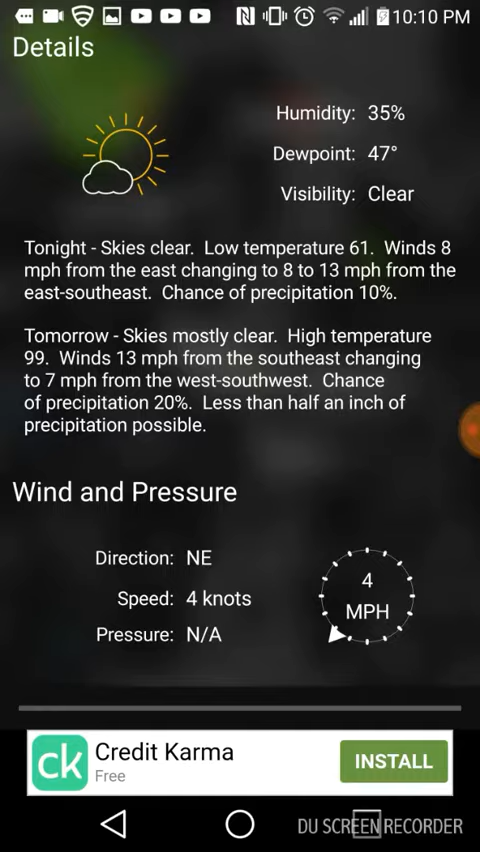 10:10 PM
Details
Humidity: 35%
Dewpoint: 47°
Visibility: Clear
Tonight - Skies clear. Low temperature 61. Winds 8
mph from the east changing to 8 to 13 mph from the
east-southeast. Chance of precipitation 10%.
Tomorrow - Skies mostly clear. High temperature
99. Winds 13 mph from the southeast changing
to 7 mph from the west-southwest. Chance
of precipitation 20%. Less than half an inch of
precipitation possible.
Wind and Pressure
Direction: NE
Speed: 4 knots
Pressure: N/A
4
MPH
ck
Credit Karma
Free
INSTALL
DU SCREEN RECORDER